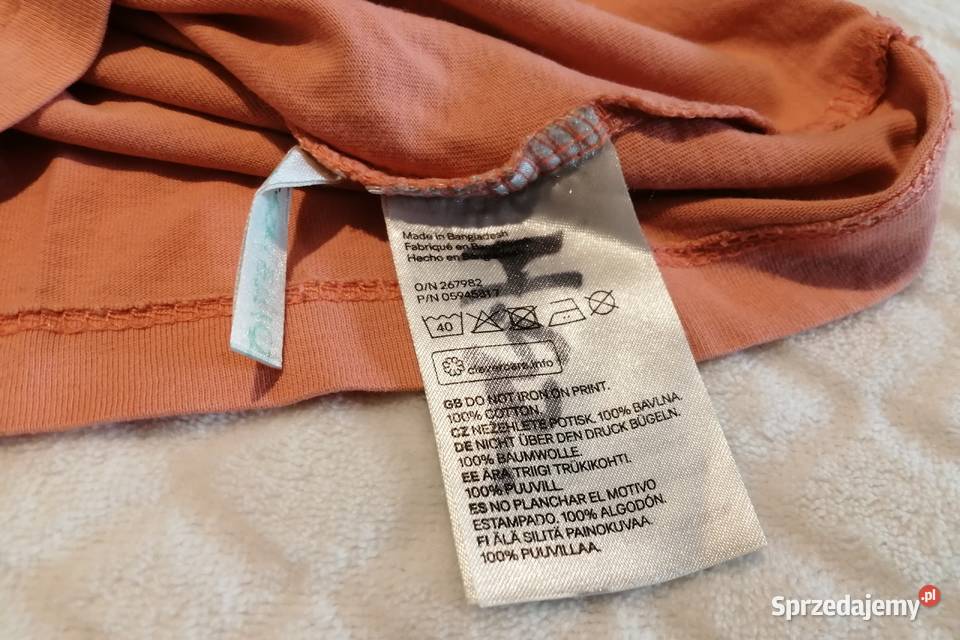 Made in Bangladesh
Fabriqué en
Hecho en
O/N 267982
P/N 05945817
40
clevercare.info
GB DO NOT IRON ON PRINT.
100% COTTON.
CZ NEŽEHLETE POTISK. 100% BAVLNA.
DE NICHT ÜBER DEN DRUCK BÜGELN.
100% BAUMWOLLE.
EE ÄRA TRIIGI TRÜKIKOHTI.
100% PUUVILL.
ES NO PLANCHAR EL MOTIVO
ESTAMPADO. 100% ALGODÓN.
FI ÄLÄ SILITÄ PAINOKUVAA.
100% PUUVILLAA.
Sprzedajemy.pl